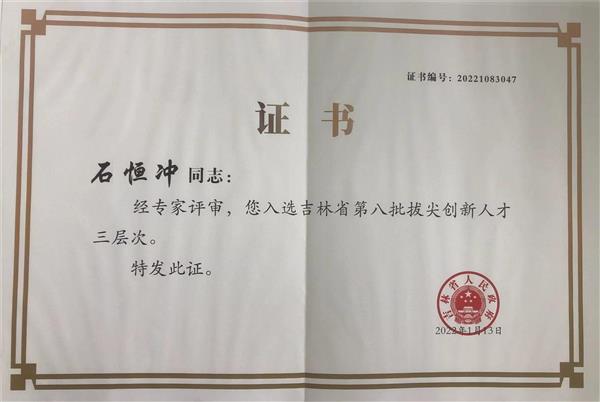 证书编号：20221083047
证书
石恒冲同志：
经专家评审，您入选吉林省第八批拔尖创新人才
三层次。
特发此证。
吉林省人民政府
2022年1月13日